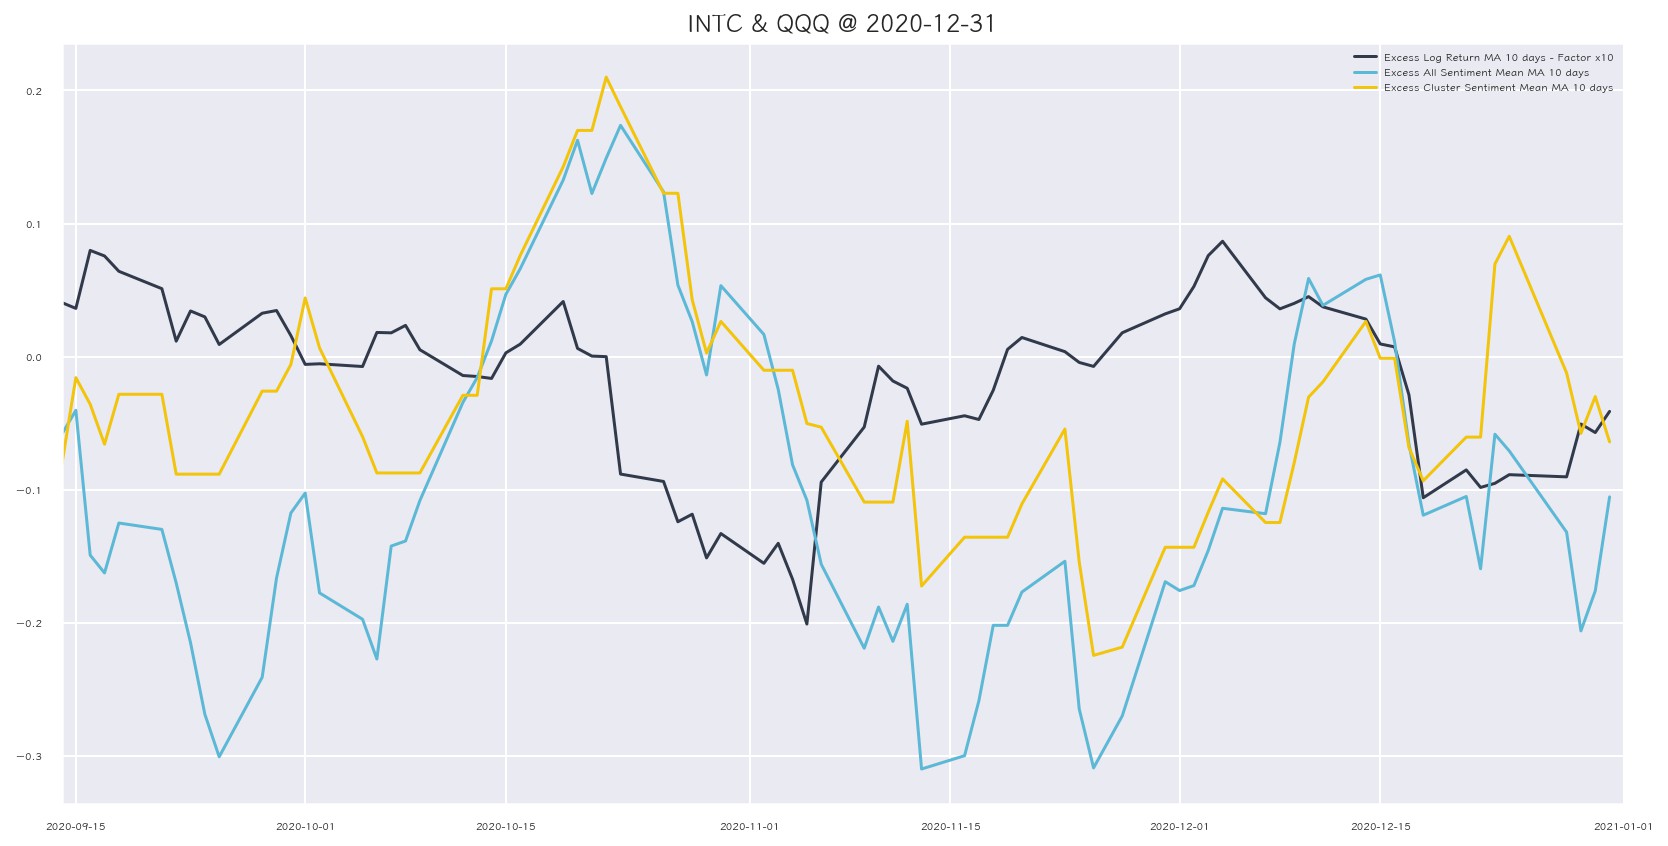 INTC & QQQ @ 2020-12-31
Excess Log Return MA 10 days - Factor x10
Excess All Sentiment Mean MA 10 days
Excess Cluster Sentiment Mean MA 10 days
0.2
0.1
0.0
−0.1
−0.2
−0.3
2020-09-15 2020-10-01 2020-10-15 2020-11-01 2020-11-15 2020-12-01 2020-12-15 2021-01-01